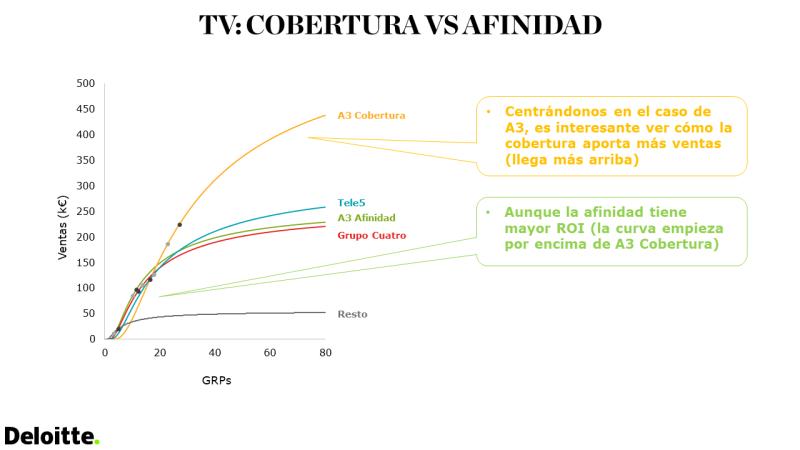 TV: COBERTURA VS AFINIDAD
500
450
400
350
300
250
200
150
100
50
0
Ventas (k€)
0 20 40 60 80
GRPs
A3 Cobertura
Tele5
A3 Afinidad
Grupo Cuatro
Resto
• Centrándonos en el caso de
A3, es interesante ver cómo la
cobertura aporta más ventas
(llega más arriba)
• Aunque la afinidad tiene
mayor ROI (la curva empieza
por encima de A3 Cobertura)
Deloitte.